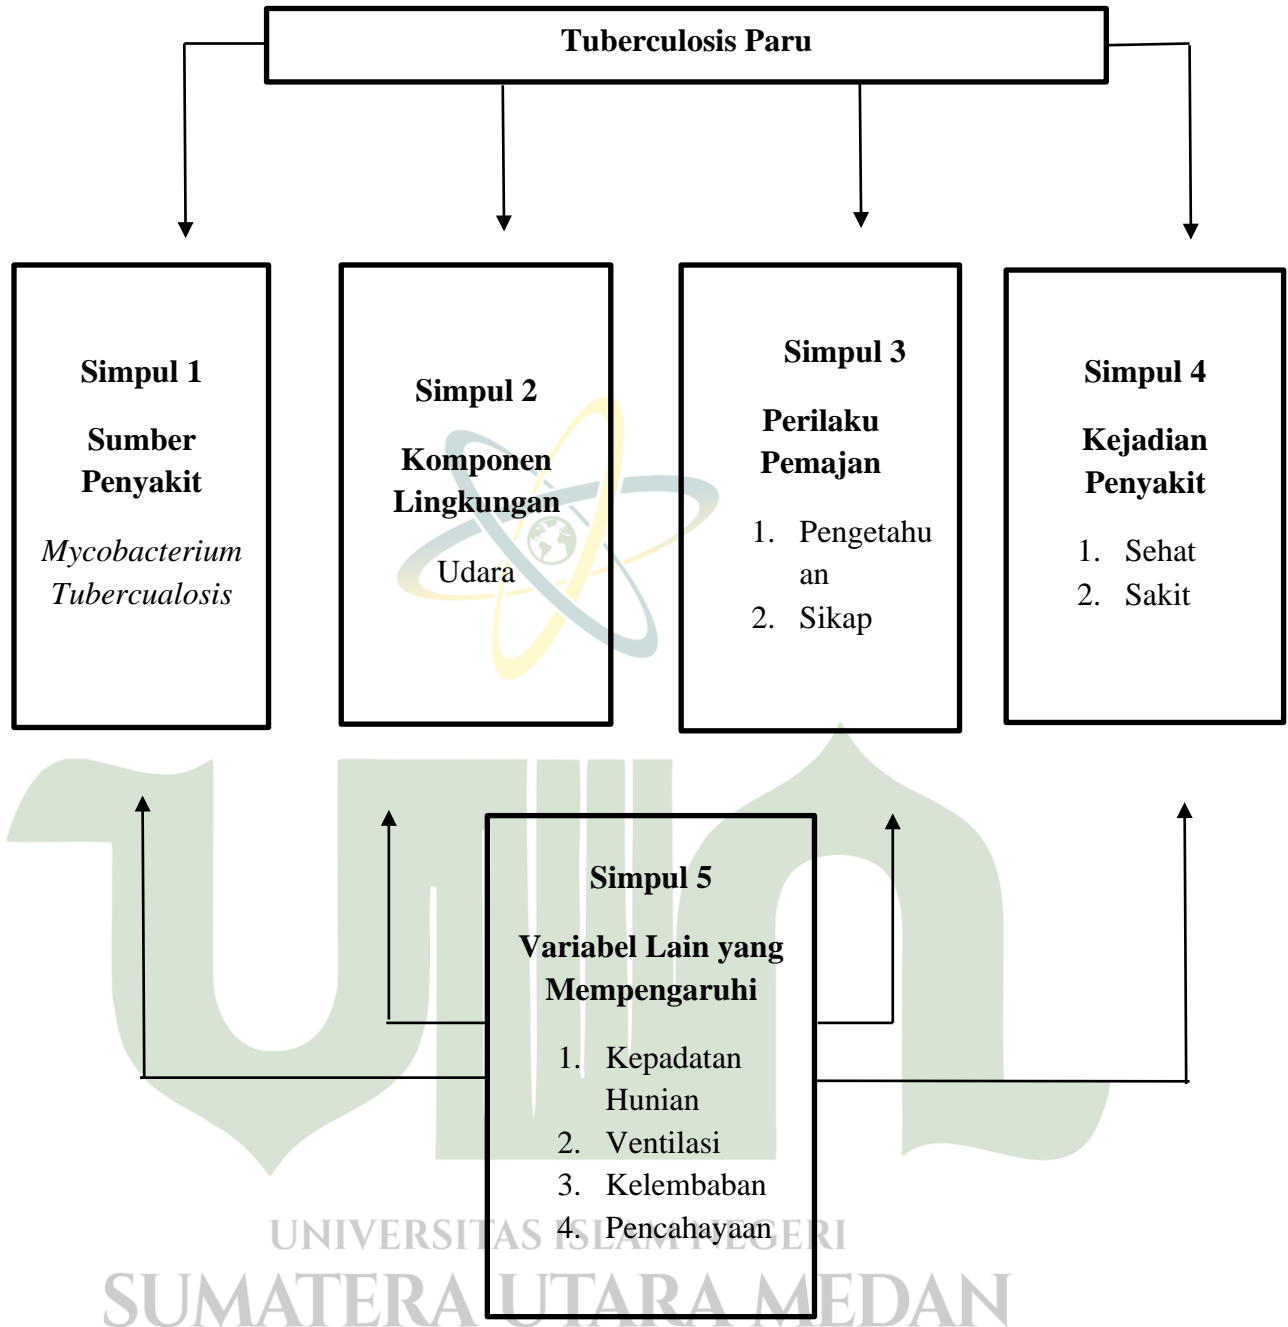 Tuberculosis Paru
Simpul 1
Sumber
Penyakit
Mycobacterium
Tubercualosis
Simpul 2
Komponen
Lingkungan
Udara
Simpul 3
Perilaku
Pemajan
1. Pengetahu
an
2. Sikap
Simpul 4
Kejadian
Penyakit
1. Sehat
2. Sakit
Simpul 5
Variabel Lain yang
Mempengaruhi
1. Kepadatan
Hunian
2. Ventilasi
3. Kelembaban
4. Pencahayaan
UNIVERSITAS ISLAM NEGERI
SUMATERA UTARA MEDAN